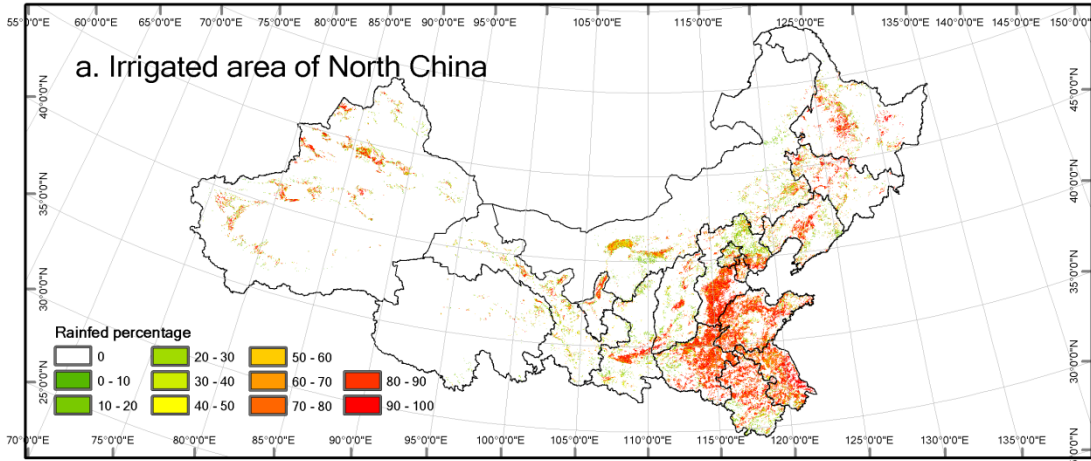 55°0'0"E 60°0'0"E 65°0'0"E 70°0'0"E 75°0'0"E 80°0'0"E 85°0'0"E 90°0'0"E 95°0'0"E 100°0'0"E 105°0'0"E 115°0'0"E 120°0'0"E 125°0'0"E 135°0'0"E 140°0'0"E 145°0'0"E 150°0'0"E
a. Irrigated area of North China
40°0'0"N
35°0'0"N
30°0'0"N
25°0'0"N
45°0'0"N
40°0'0"N
35°0'0"N
30°0'0"N
Rainfed percentage
0 20 - 30 50 - 60
0 - 10 30 - 40 60 - 70 80 - 90
10 - 20 40 - 50 70 - 80 90 - 100
70°0'0"E 75°0'0"E 80°0'0"E 85°0'0"E 90°0'0"E 100°0'0"E 105°0'0"E 110°0'0"E 115°0'0"E 120°0'0"E 125°0'0"E 130°0'0"E 135°0'0"E